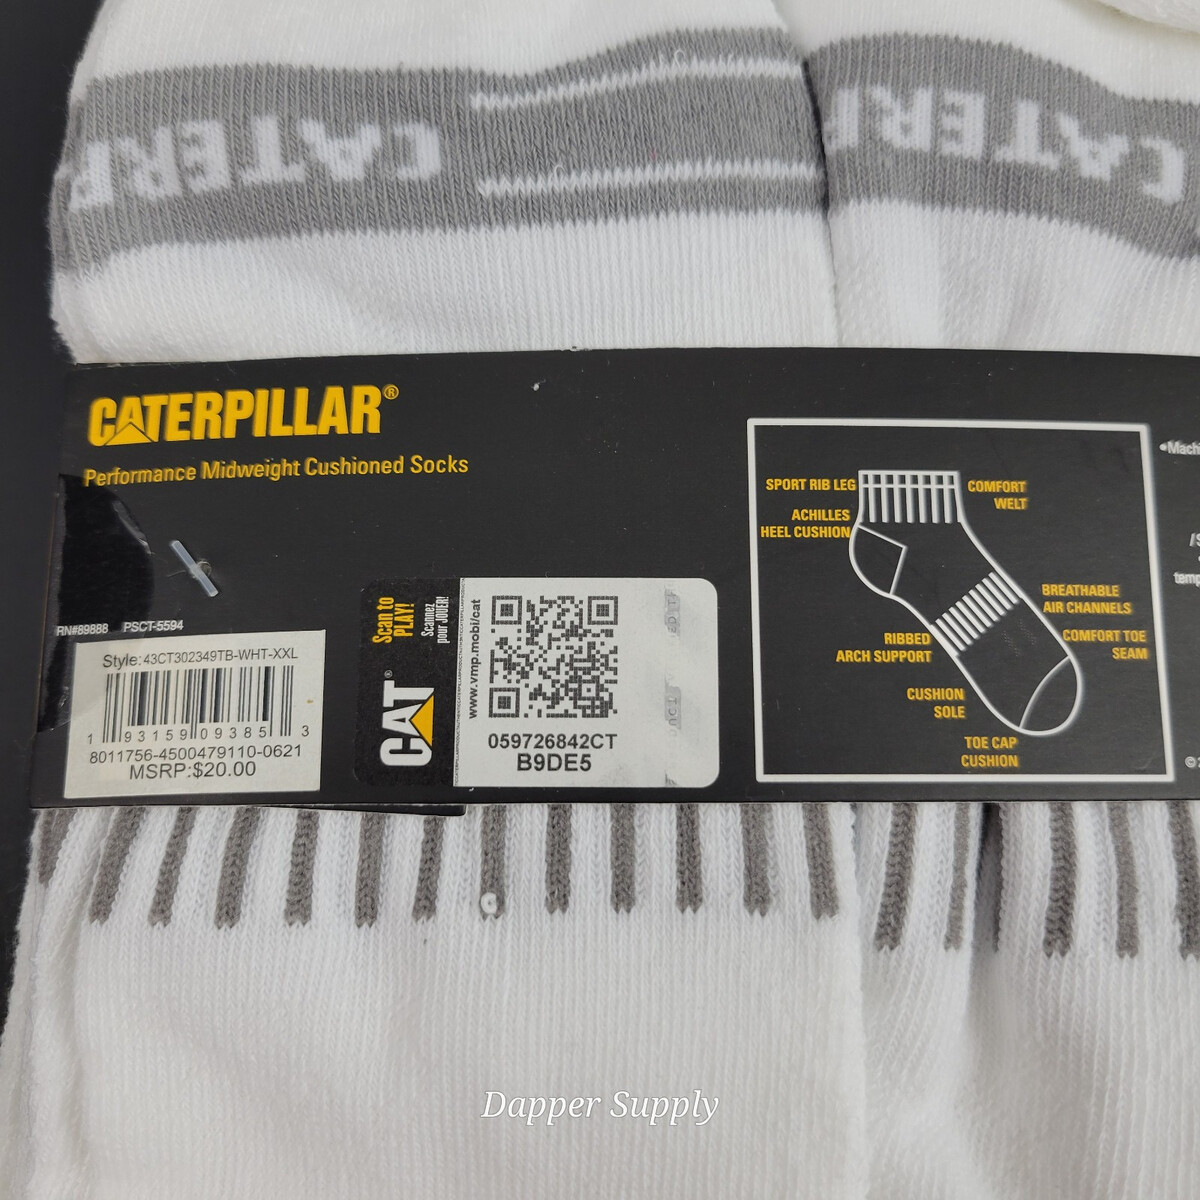 CATERP
CATERP
CATERPILLAR®
Performance Midweight Cushioned Socks
RN#89888 PSCT-5594
Style:43CT302349TB-WHT-XXL
1 93159 09385 3
8011756-4500479110-0621
MSRP:$20.00
Scan to
PLAY!
Scannez
pour JOUER!
CAT®
www.vmp.mobi/cat
059726842CT
B9DE5
SPORT RIB LEG
COMFORT
WELT
ACHILLES
HEEL CUSHION
BREATHABLE
AIR CHANNELS
RIBBED
ARCH SUPPORT
COMFORT TOE
SEAM
CUSHION
SOLE
TOE CAP
CUSHION
•Machi
/S
temp
©2
Dapper Supply